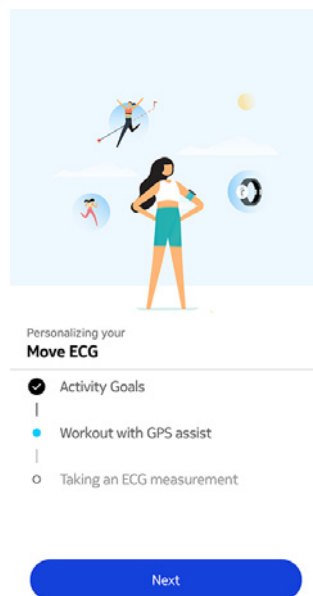 Personalizing your
Move ECG
Activity Goals
Workout with GPS assist
Taking an ECG measurement
Next